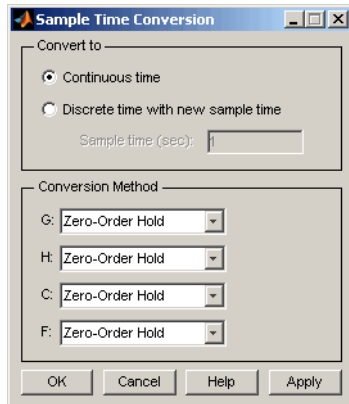 Sample Time Conversion
Convert to
Continuous time
Discrete time with new sample time
Sample time (sec): 1
Conversion Method
G: Zero-Order Hold
H: Zero-Order Hold
C: Zero-Order Hold
F: Zero-Order Hold
OK Cancel Help Apply